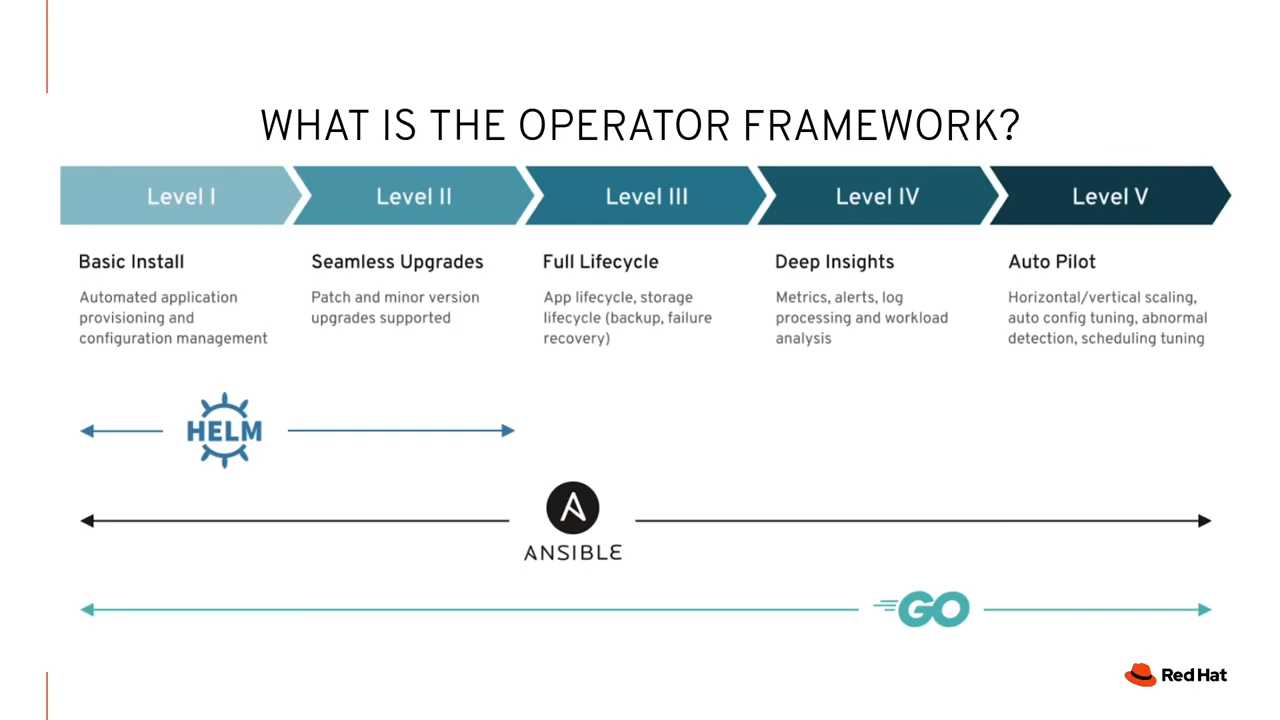 WHAT IS THE OPERATOR FRAMEWORK?
Level I
Level II
Level III
Level IV
Level V
Basic Install
Automated application
provisioning and
configuration management
Seamless Upgrades
Patch and minor version
upgrades supported
Full Lifecycle
App lifecycle, storage
lifecycle (backup, failure
recovery)
Deep Insights
Metrics, alerts, log
processing and workload
analysis
Auto Pilot
Horizontal/vertical scaling,
auto config tuning, abnormal
detection, scheduling tuning
HELM
A
ANSIBLE
GO
Red Hat